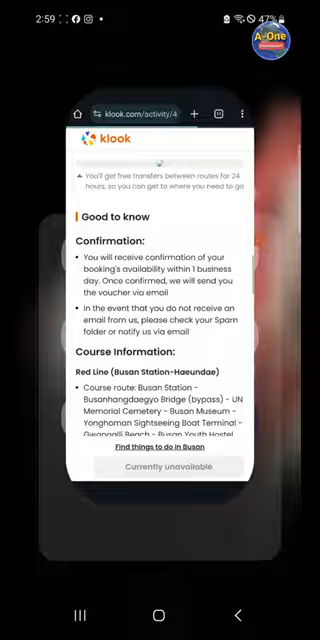 2:59
47%
A-One
klook.com/activity/4
klook
You'll get free transfers between routes for 24
hours, so you can get to where you need to go
Good to know
Confirmation:
You will receive confirmation of your
booking's availability within 1 business
day. Once confirmed, we will send you
the voucher via email
In the event that you do not receive an
email from us, please check your Spam
folder or notify us via email
Course Information:
Red Line (Busan Station-Haeundae)
Course route: Busan Station -
Busanhangdaegyo Bridge (bypass) - UN
Memorial Cemetery - Busan Museum -
Yonghoman Sightseeing Boat Terminal -
Gwangalli Beach - Busan Youth Hostel
Find things to do in Busan
Currently unavailable